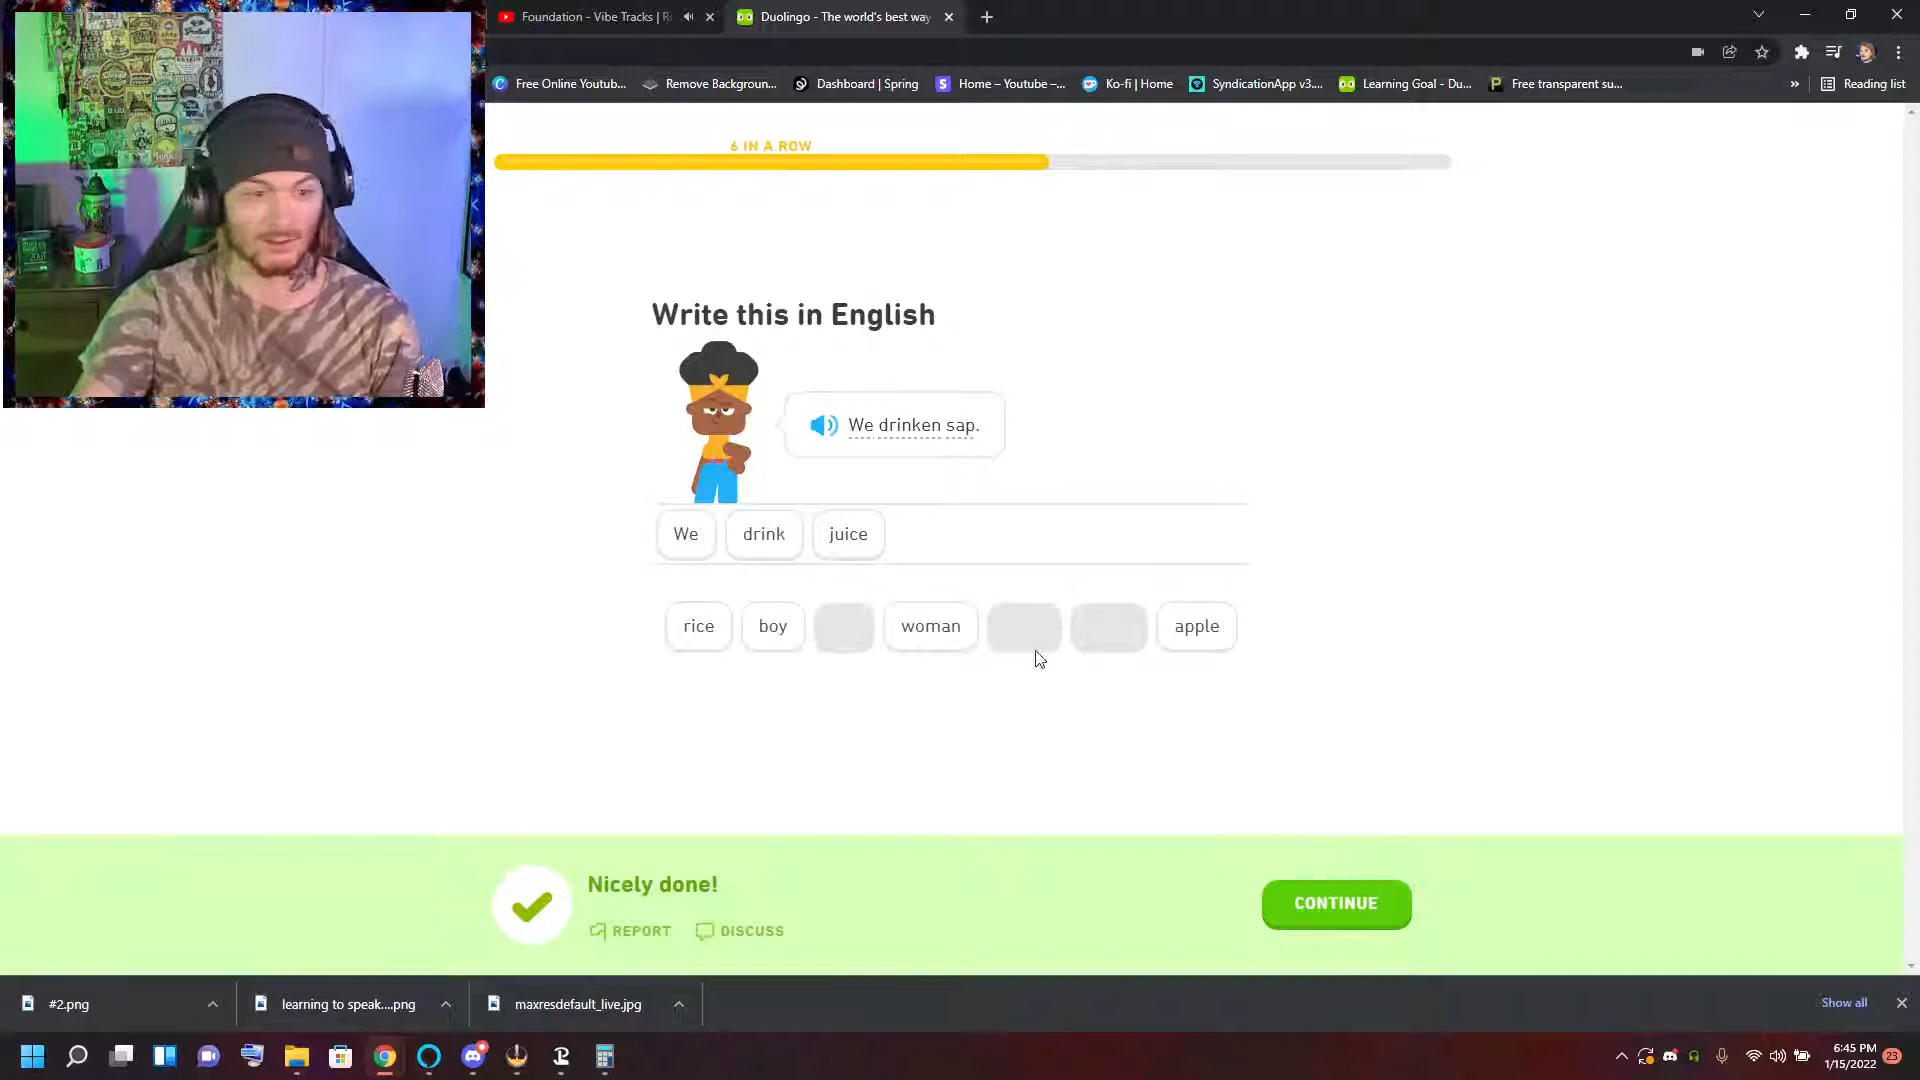 Foundation - Vibe Tracks | R
Duolingo - The world's best way
Free Online Youtub...
Remove Backgroun...
Dashboard | Spring
Home – Youtube –...
Ko-fi | Home
SyndicationApp v3....
Learning Goal - Du...
Free transparent su...
»
Reading list
6 IN A ROW
Write this in English
We drinken sap.
We drink juice
rice boy woman apple
Nicely done!
REPORT DISCUSS
CONTINUE
#2.png
learning to speak....png
maxresdefault_live.jpg
Show all
6:45 PM
1/15/2022
23